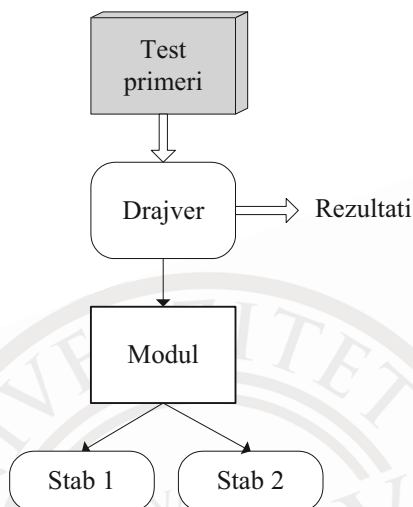 Test
primeri
Drajver
Rezultati
Modul
Stab 1
Stab 2